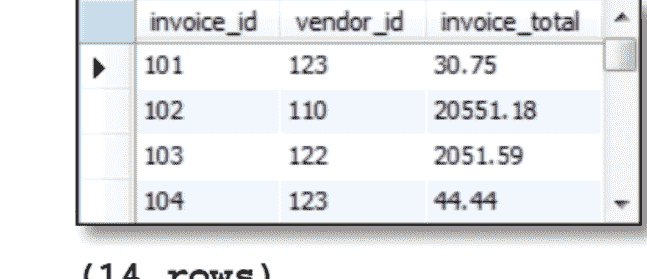 invoice_id vendor_id invoice_total
101 123 30.75
102 110 20551.18
103 122 2051.59
104 123 44.44
(14 rows)